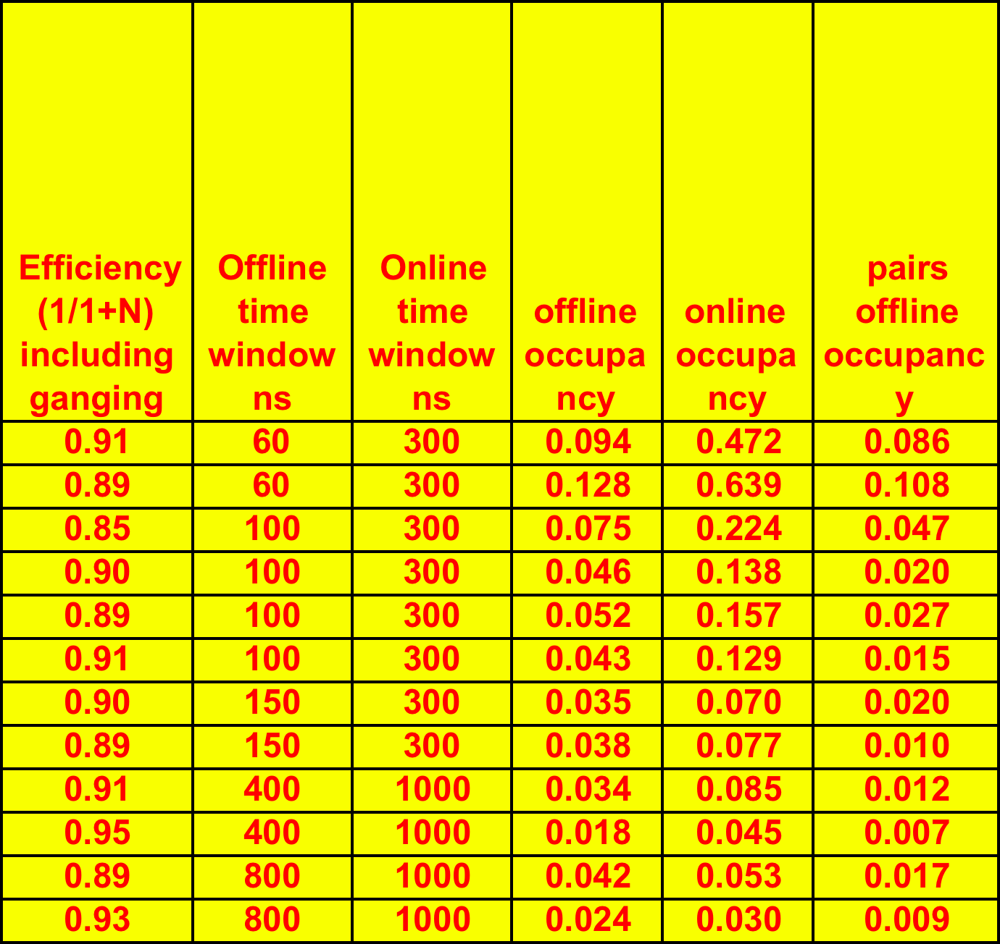 Efficiency (1/1+N) including ganging Offline time window ns Online time window ns offline occupa ncy online occupa ncy pairs offline occupanc y
0.91 60 300 0.094 0.472 0.086
0.89 60 300 0.128 0.639 0.108
0.85 100 300 0.075 0.224 0.047
0.90 100 300 0.046 0.138 0.020
0.89 100 300 0.052 0.157 0.027
0.91 100 300 0.043 0.129 0.015
0.90 150 300 0.035 0.070 0.020
0.89 150 300 0.038 0.077 0.010
0.91 400 1000 0.034 0.085 0.012
0.95 400 1000 0.018 0.045 0.007
0.89 800 1000 0.042 0.053 0.017
0.93 800 1000 0.024 0.030 0.009